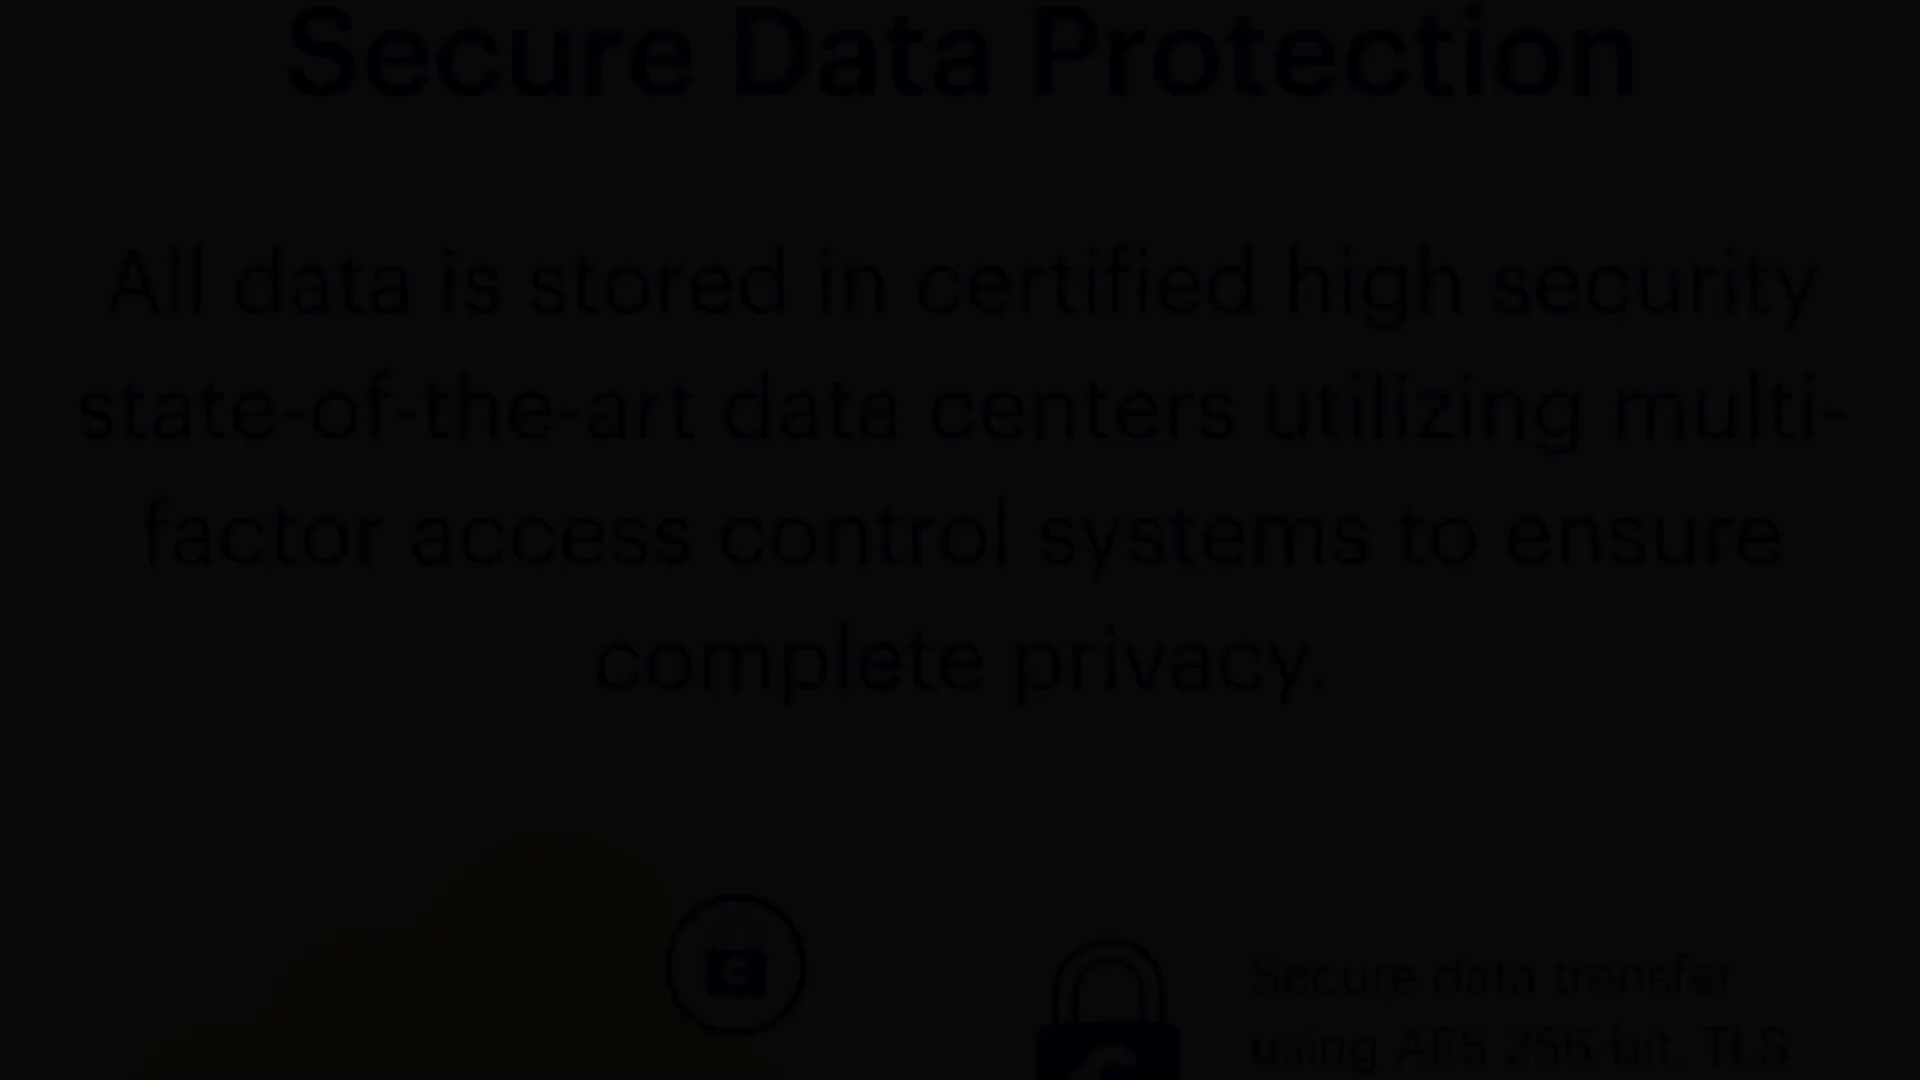 Secure Data Protection
All data is stored in certified high security
state-of-the-art data centers utilizing multi-
factor access control systems to ensure
complete privacy.
Secure data transfer
using AES 256-bit, TLS